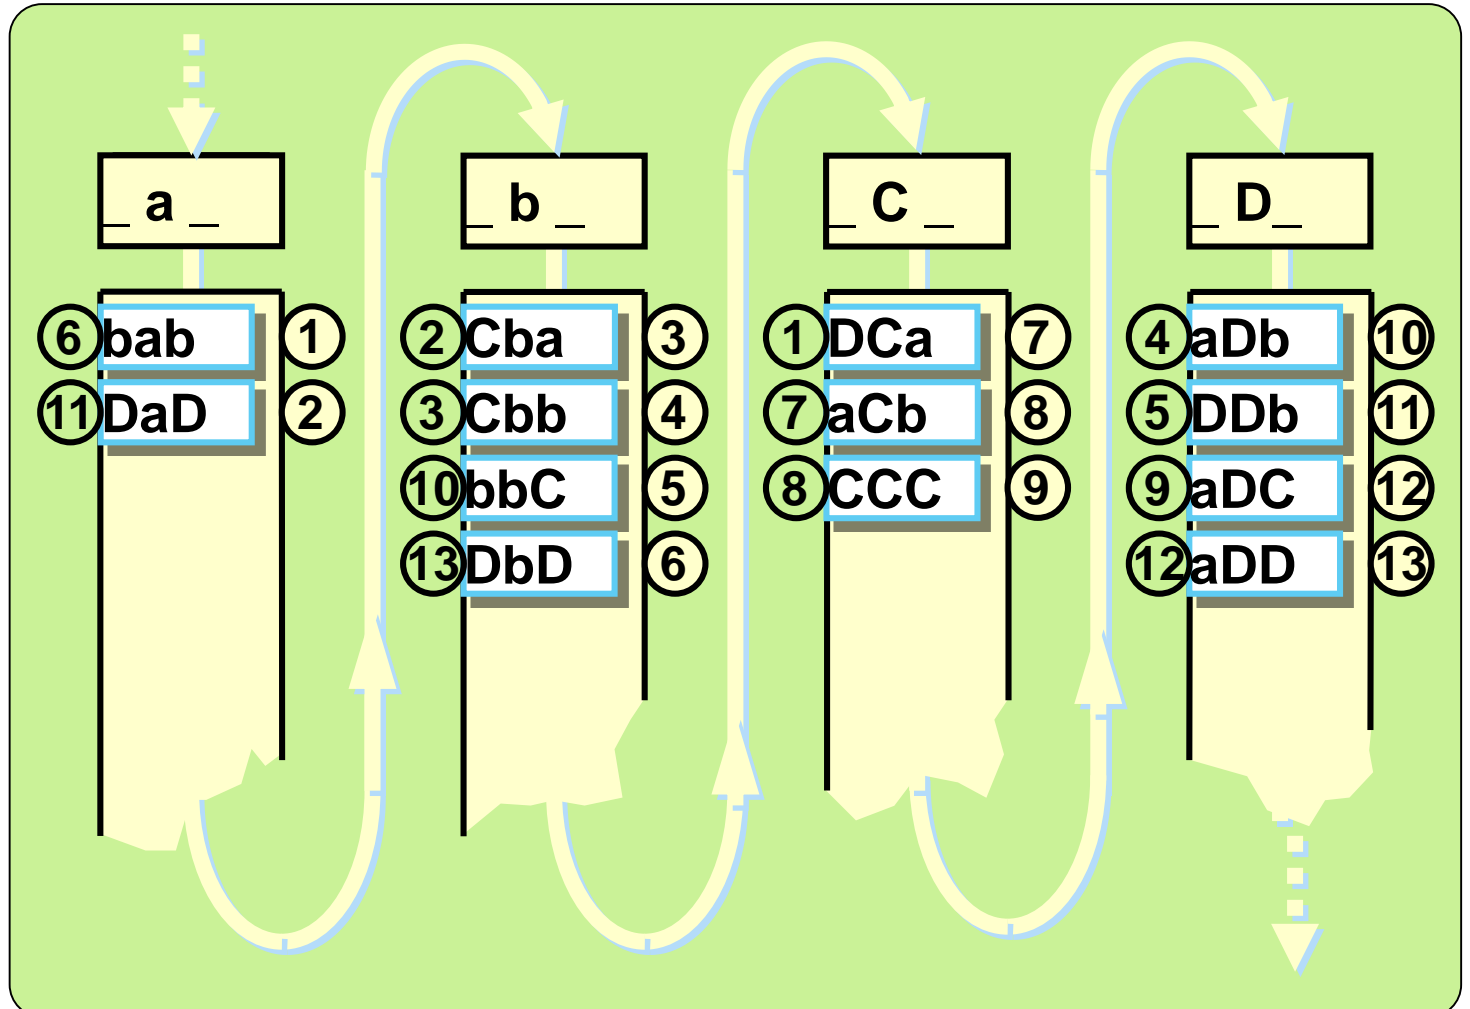 _ a _
_ b _
_ C _
_ D_
6 bab 1
2 Cba 3
1 DCa 7
4 aDb 10
11 DaD 2
3 Cbb 4
7 aCb 8
5 DDb 11
10 bbC 5
8 CCC 9
9 aDC 12
13 DbD 6
12 aDD 13